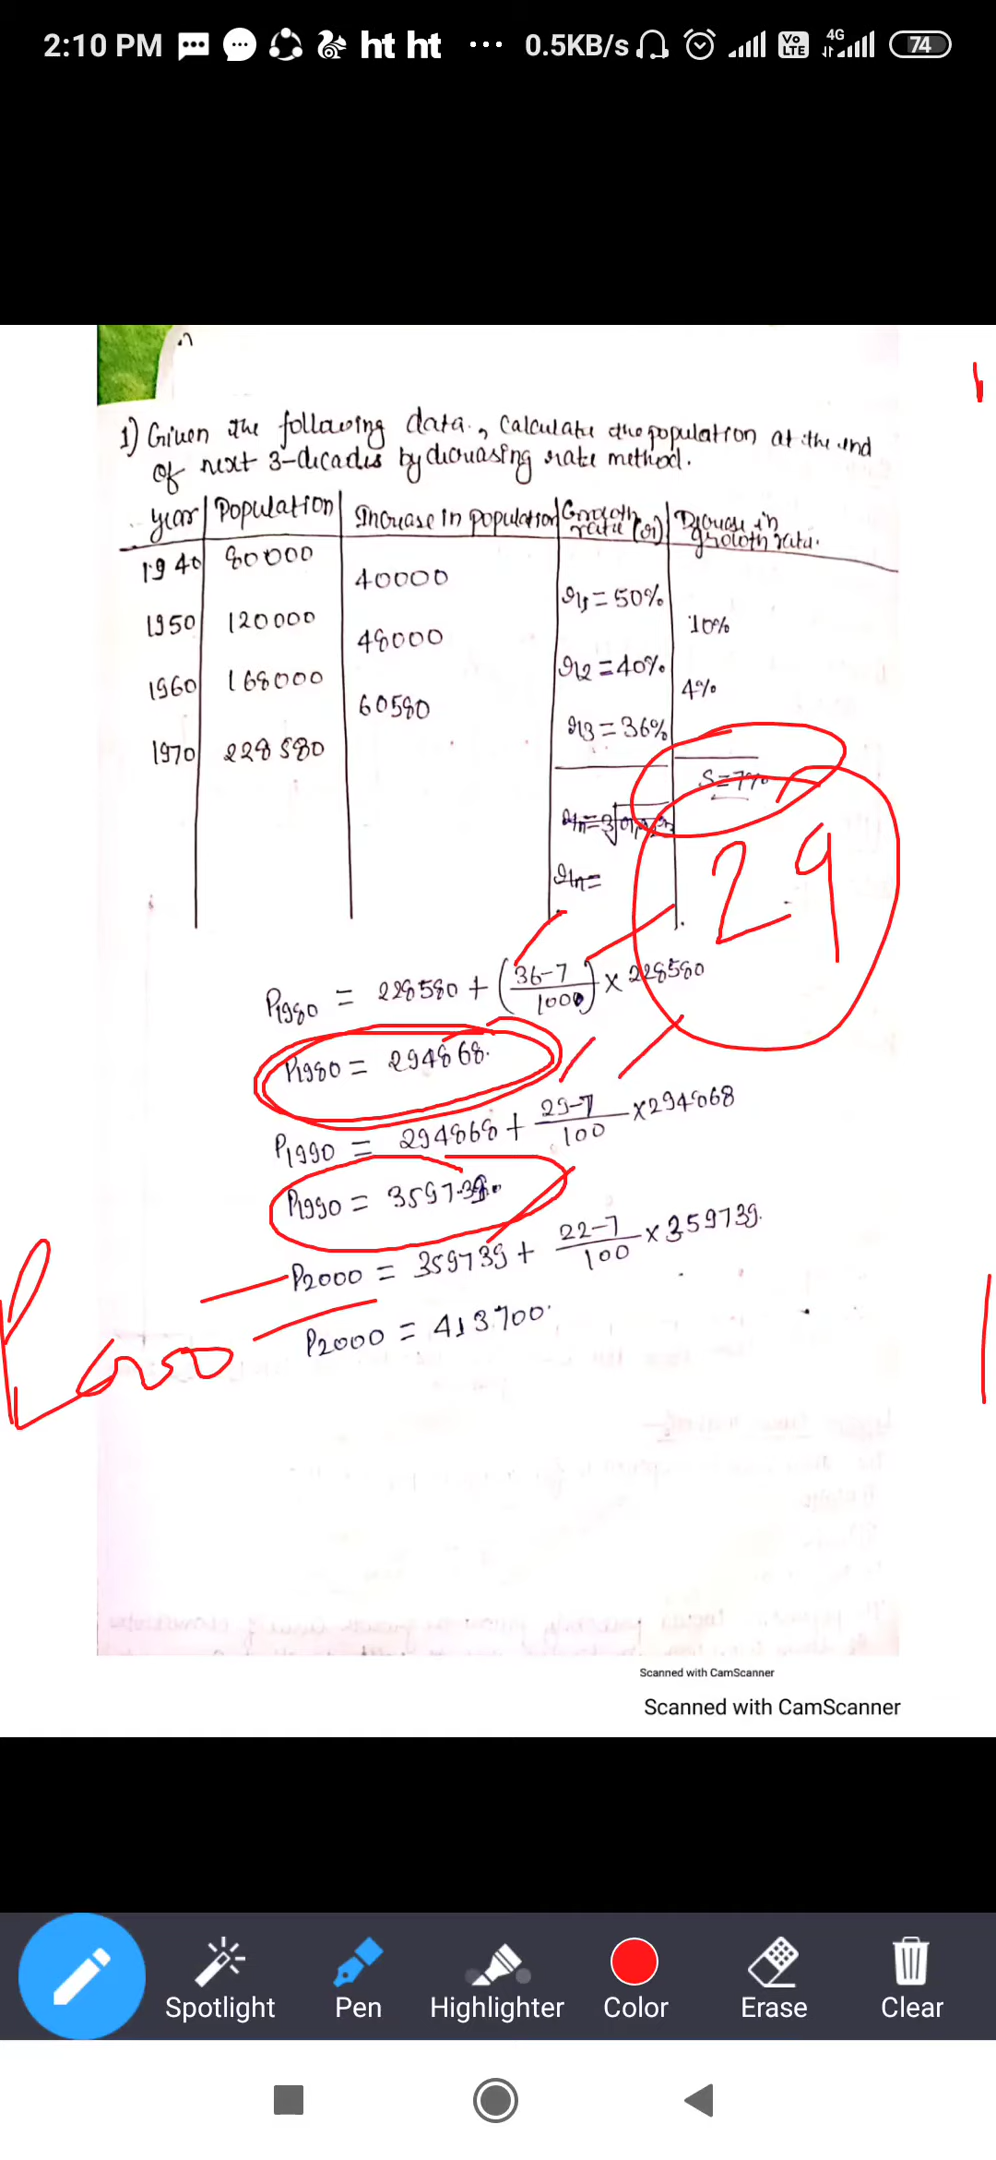 2:10 PM ht ht ... 0.5KB/s Vo LTE 4G 74
1) Given the following data, Calculate the population at the end
of next 3-decades by decreasing rate method.
year Population Increase in population Growth rate (r) Decrease in growth rate.
1940 80000
40000
r1 = 50%
1950 120000
10%
48000
r2 = 40%
1960 168000
4%
60580
r3 = 36%
1970 228580
S=7%
rn=
29
P1980 = 228580 + (36-7/100) × 228580
P1980 = 294868.
P1990 = 294868 + 29-7/100 ×294868
P1990 = 359739.
P2000 = 359739 + 22-7/100 ×359739.
P2000 = 413700.
Scanned with CamScanner
Scanned with CamScanner
Spotlight Pen Highlighter Color Erase Clear